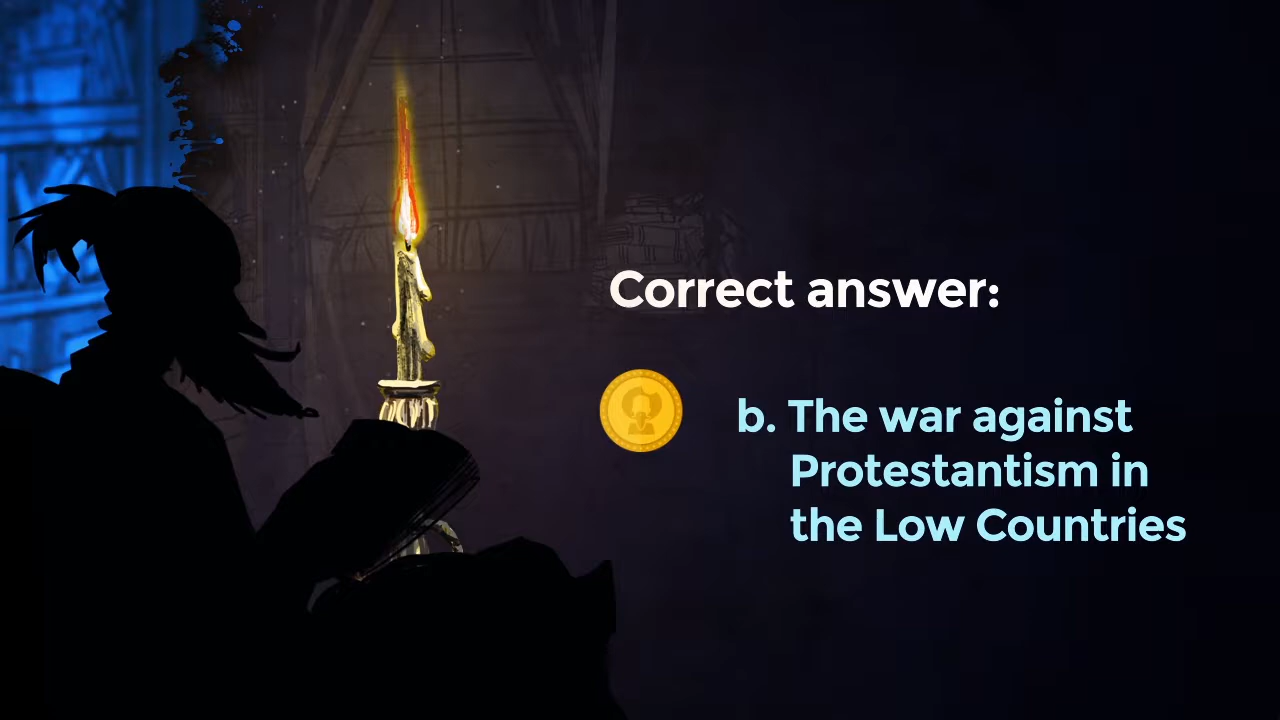 Correct answer:
b. The war against
Protestantism in
the Low Countries